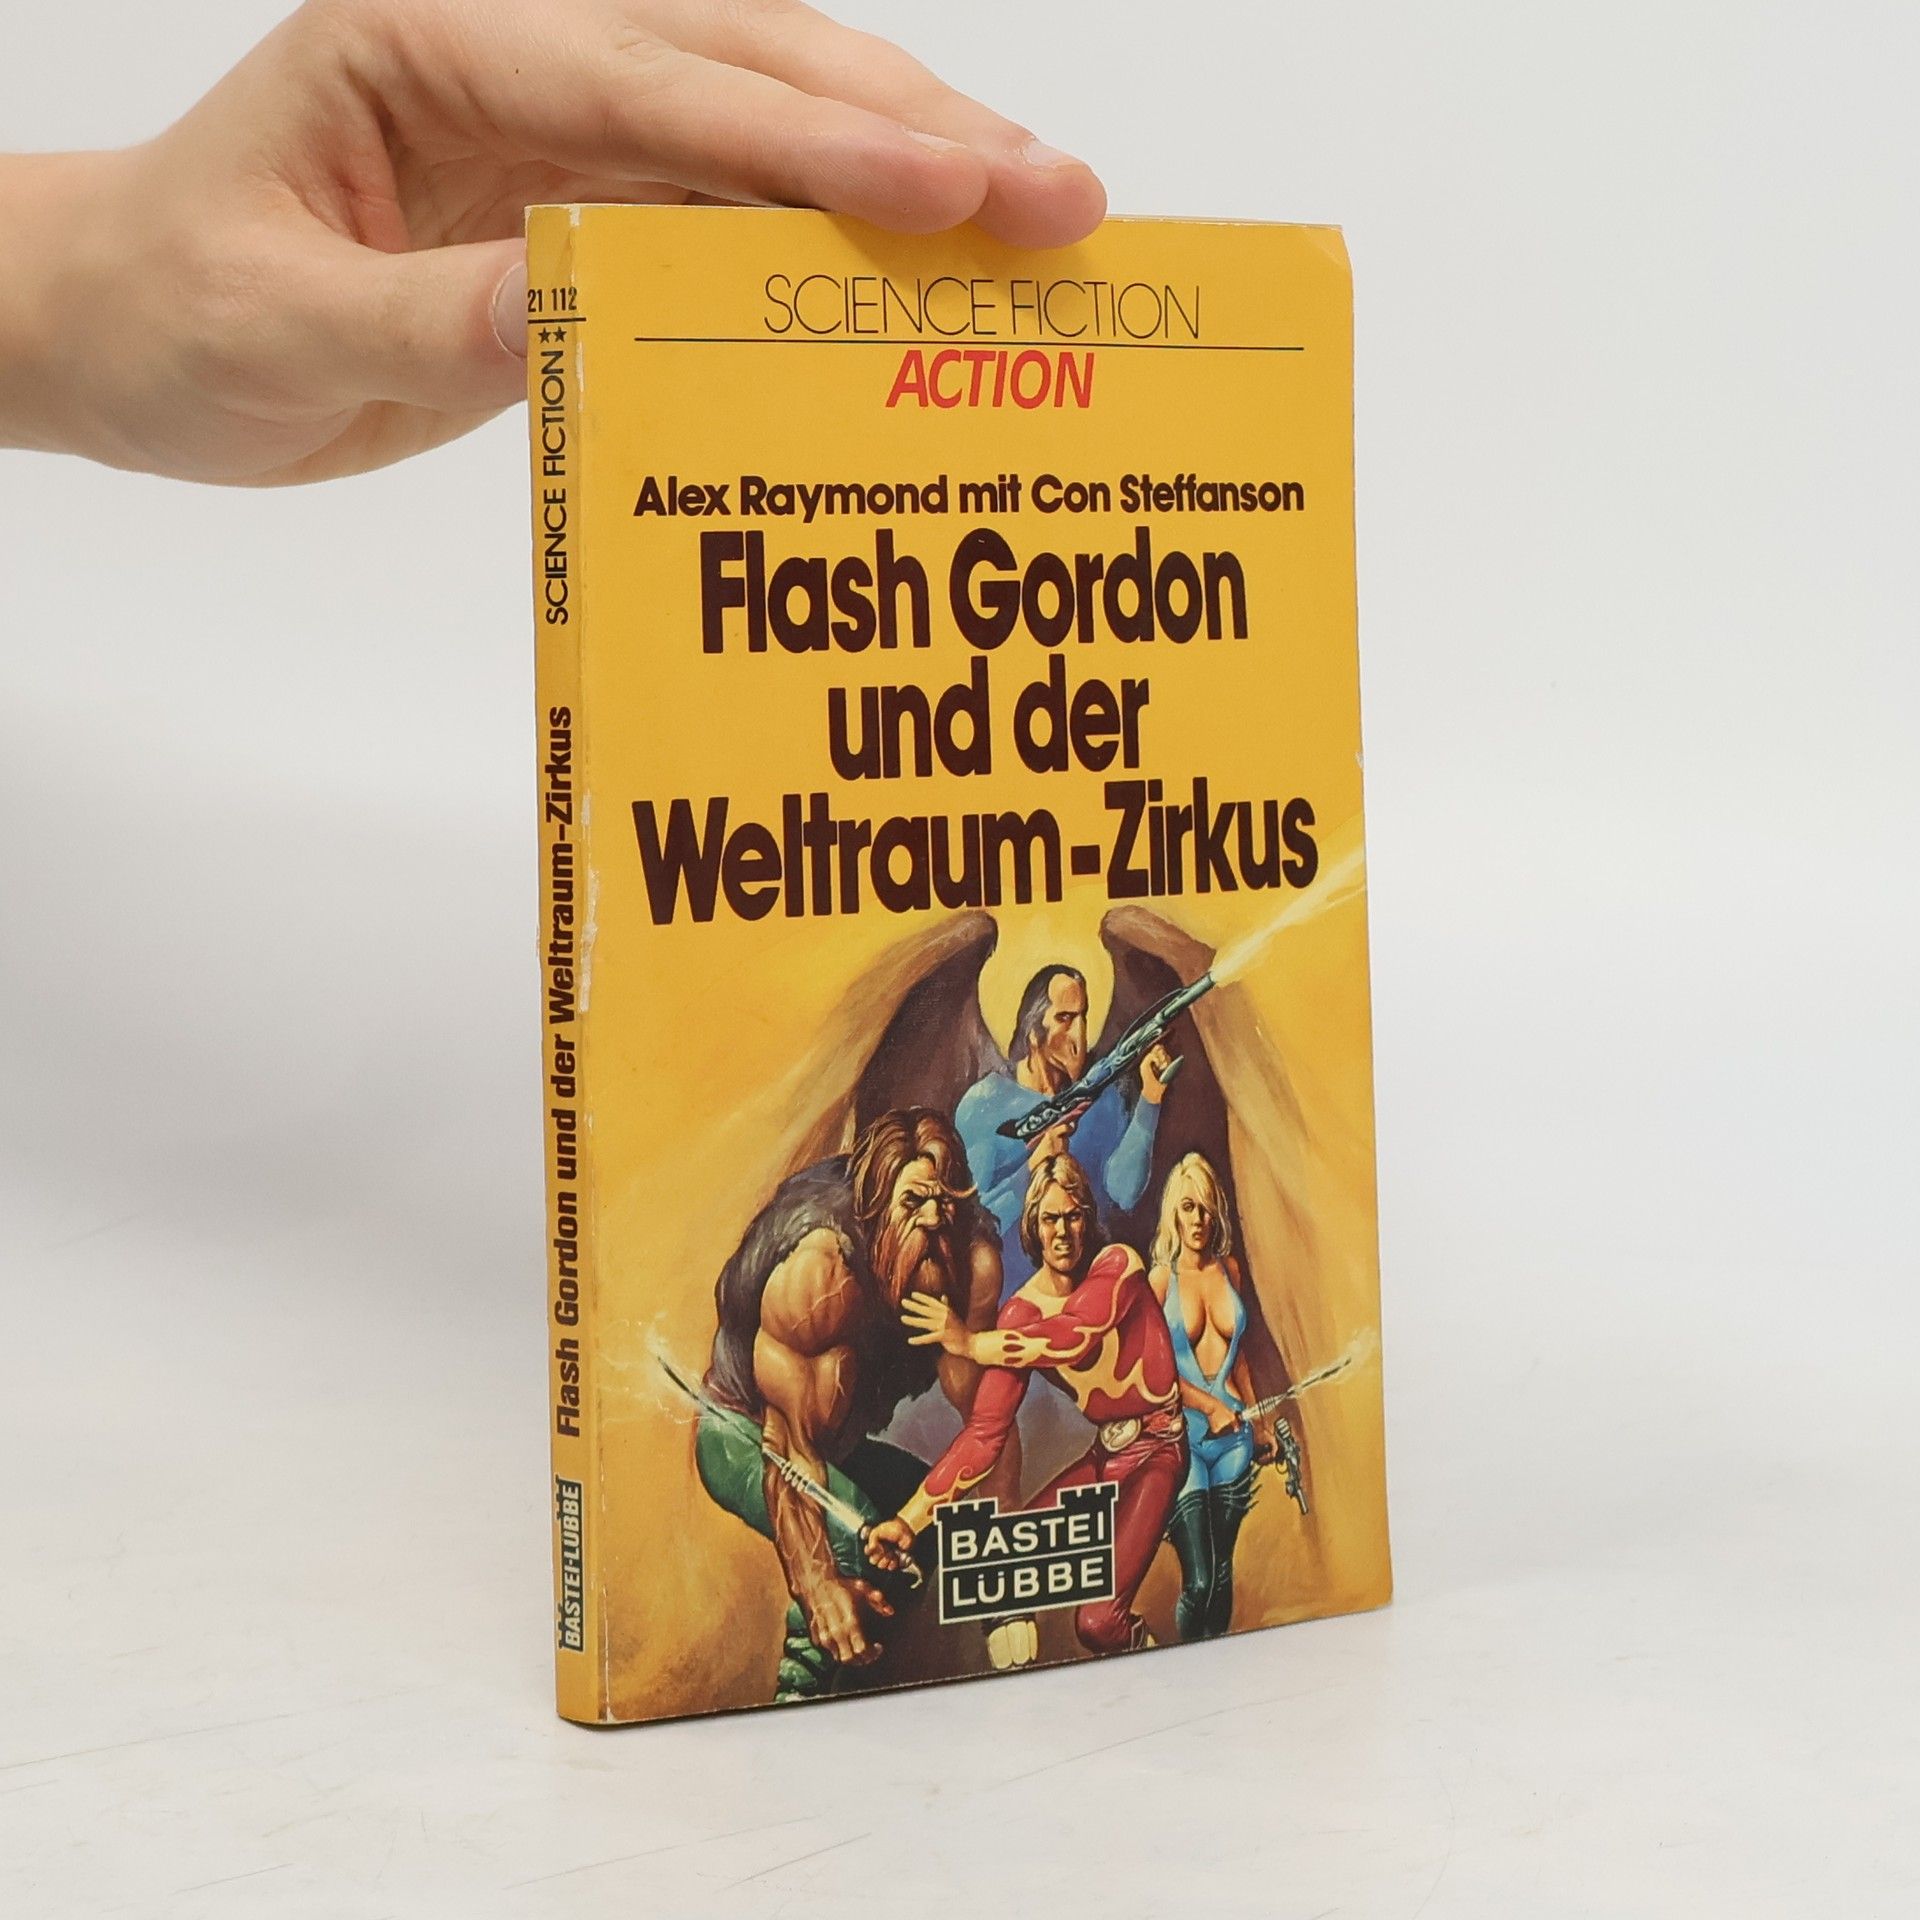 21 112
SCIENCE FICTION
Flash Gordon und der Weltraum-Zirkus
BASTEI-LÜBBE
SCIENCE FICTION
ACTION
Alex Raymond mit Con Steffanson
Flash Gordon
und der
Weltraum-Zirkus
BASTEI
LÜBBE